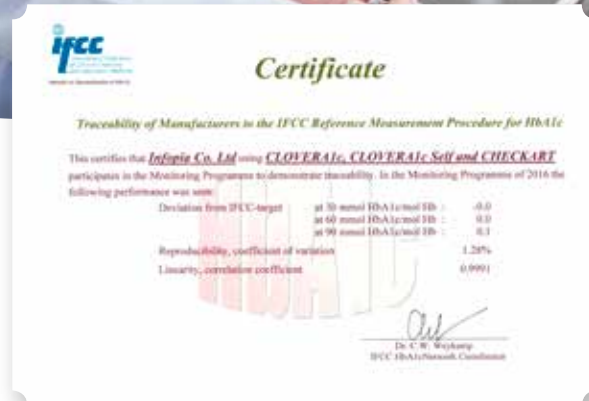 IFCC
Certificate
Traceability of Manufacturers to the IFCC Reference Measurement Procedure for HbA1c
This certifies that Infopia Co. Ltd using CLOVERA1c, CLOVERA1c Self and CHECKART
participates in the Monitoring Programme to demonstrate traceability. In the Monitoring Programme of 2016 the
following performance was seen:
Deviation from IFCC-target at 30 mmol HbA1c/mol Hb : -0.0
at 60 mmol HbA1c/mol Hb : 0.0
at 90 mmol HbA1c/mol Hb : 0.1
Reproducibility, coefficient of variation 1.28%
Linearity, correlation coefficient 0.9991
HbA1c
Dr. C.W. Weykamp
IFCC HbA1cNetwork Coordinator